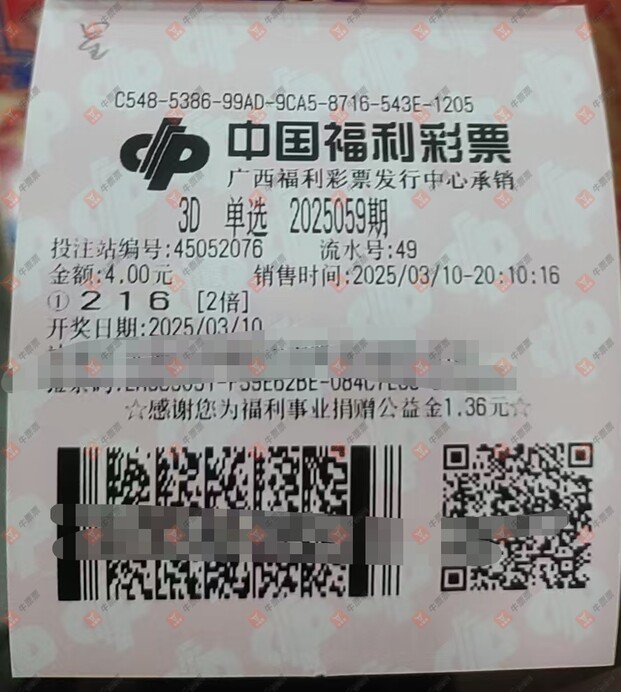 C548-5386-99AD-9CA5-8716-543E-1205
中国福利彩票
广西福利彩票发行中心承销
3D 单选 2025059期
投注站编号:45052076 流水号:49
金额:4.00元 销售时间:2025/03/10-20:10:16
① 2 1 6 [2倍]
开奖日期:2025/03/10
☆感谢您为福利事业捐赠公益金1.36元☆